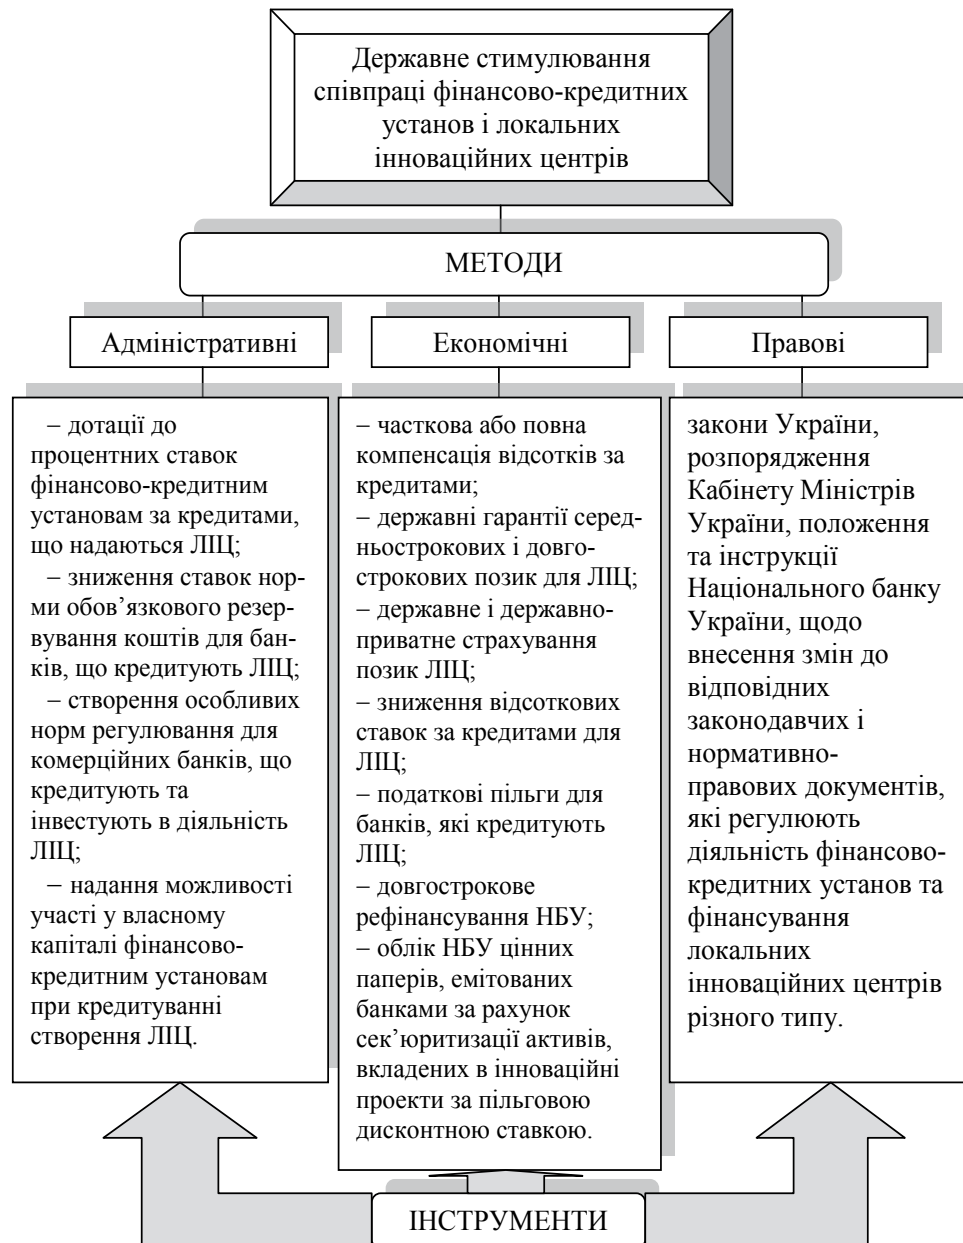 Державне стимулювання
співпраці фінансово-кредитних
установ і локальних
інноваційних центрів
МЕТОДИ
Адміністративні
Економічні
Правові
– дотації до
процентних ставок
фінансово-кредитним
установам за кредитами,
що надаються ЛІЦ;
– зниження ставок нор-
ми обов’язкового резер-
вування коштів для бан-
ків, що кредитують ЛІЦ;
– створення особливих
норм регулювання для
комерційних банків, що
кредитують та
інвестують в діяльність
ЛІЦ;
– надання можливості
участі у власному
капіталі фінансово-
кредитним установам
при кредитуванні
створення ЛІЦ.
– часткова або повна
компенсація відсотків за
кредитами;
– державні гарантії серед-
ньострокових і довго-
строкових позик для ЛІЦ;
– державне і державно-
приватне страхування
позик ЛІЦ;
– зниження відсоткових
ставок за кредитами для
ЛІЦ;
– податкові пільги для
банків, які кредитують
ЛІЦ;
– довгострокове
рефінансування НБУ;
– облік НБУ цінних
паперів, емітованих
банками за рахунок
сек’юритизації активів,
вкладених в інноваційні
проекти за пільговою
дисконтною ставкою.
закони України,
розпорядження
Кабінету Міністрів
України, положення
та інструкції
Національного банку
України, щодо
внесення змін до
відповідних
законодавчих і
нормативно-
правових документів,
які регулюють
діяльність фінансово-
кредитних установ та
фінансування
локальних
інноваційних центрів
різного типу.
ІНСТРУМЕНТИ